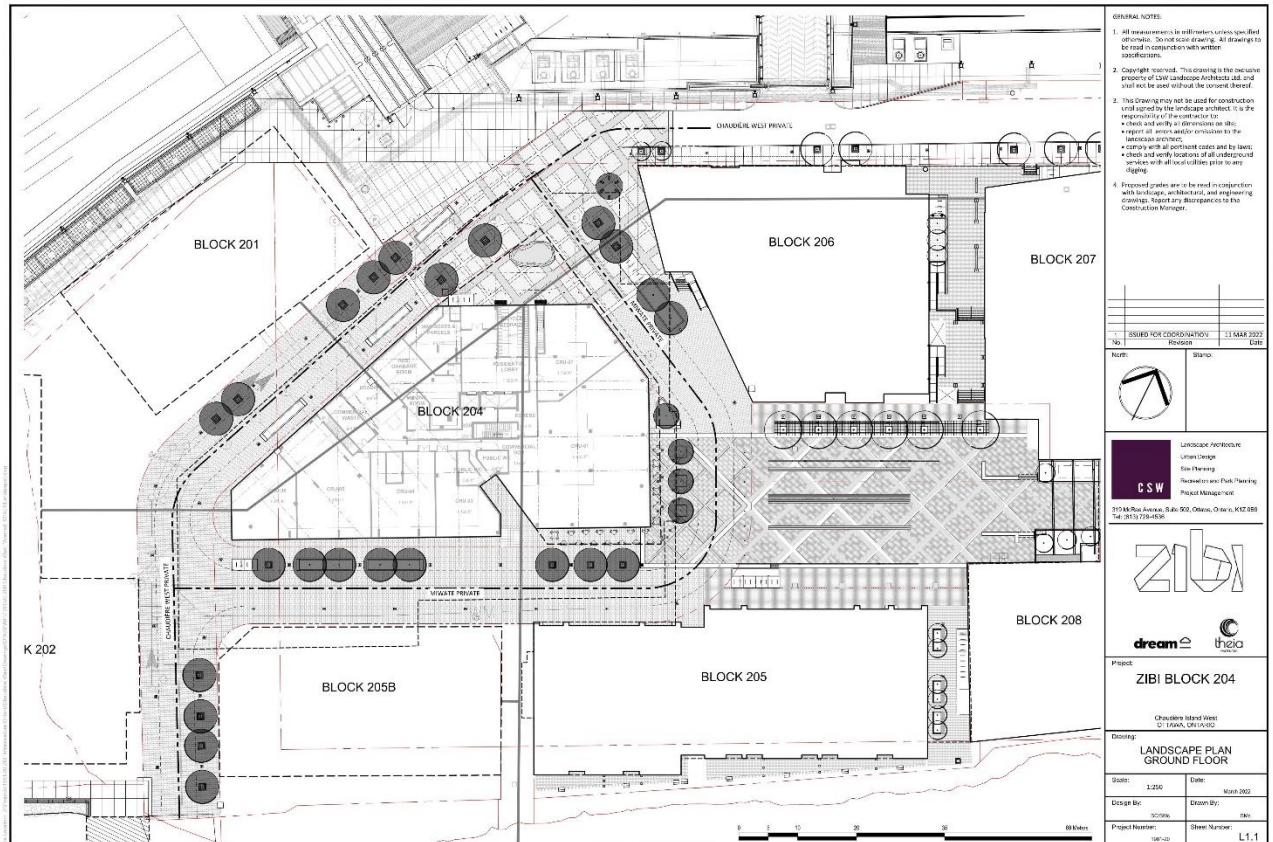 CHAUDIÈRE WEST PRIVATE
BLOCK 201
BLOCK 206
BLOCK 207
MIWATE PRIVATE
BLOCK 204
CHAUDIÈRE WEST PRIVATE
MIWATE PRIVATE
K 202
BLOCK 205B
BLOCK 205
BLOCK 208
GENERAL NOTES:
1. All measurements in millimeters unless specified
otherwise. Do not scale drawing. All drawings to
be read in conjunction with written
specifications.
2. Copyright reserved. This drawing is the exclusive
property of CSW Landscape Architects Ltd. and
shall not be used without the consent thereof.
3. This Drawing may not be used for construction
until signed by the landscape architect. It is the
responsibility of the contractor to:
• check and verify all dimensions on site;
• report all errors and/or omissions to the
landscape architect;
• comply with all pertinent codes and by laws;
• check and verify locations of all underground
services with all local utilities prior to any
digging.
4. Proposed grades are to be read in conjunction
with landscape, architectural, and engineering
drawings. Report any discrepancies to the
Construction Manager.
1 ISSUED FOR COORDINATION 11 MAR 2022
No. Revision Date
North: Stamp:
CSW
Landscape Architecture
Urban Design
Site Planning
Recreation and Park Planning
Project Management
319 McRae Avenue, Suite 502, Ottawa, Ontario, K1Z 0B9
Tel: (613) 729-4536
ZIBI
dream
theia
Project:
ZIBI BLOCK 204
Chaudière Island West
OTTAWA, ONTARIO
Drawing:
LANDSCAPE PLAN
GROUND FLOOR
Scale: 1:250
Date: March 2022
Design By:
Drawn By:
Project Number:
Sheet Number: L1.1